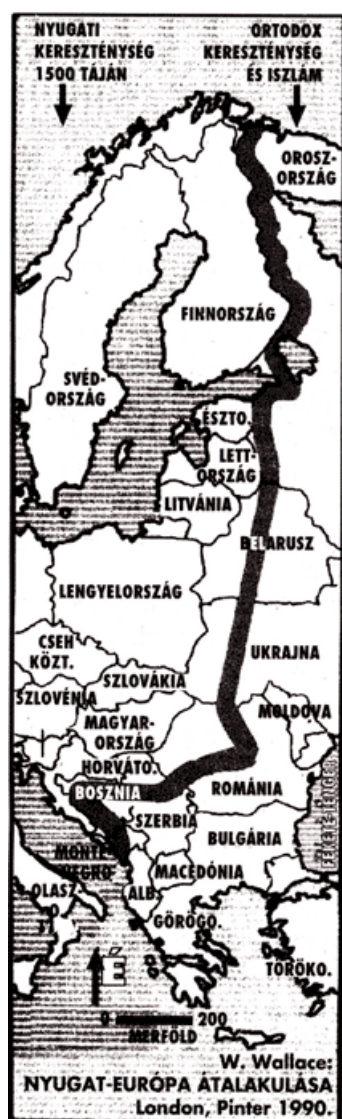 NYUGATI
KERESZTÉNYSÉG
1500 TÁJÁN
ORTODOX
KERESZTÉNYSÉG
ÉS ISZLÁM
OROSZ-
ORSZÁG
FINNORSZÁG
SVÉD-
ORSZÁG
ÉSZTO.
LETT-
ORSZÁG
LITVÁNIA
BELARUSZ
LENGYELORSZÁG
CSEH
KÖZT.
UKRAJNA
SZLOVÁKIA
SZLOVÉNIA
MOLDOVA
MAGYAR-
ORSZÁG
HORVÁTO.
BOSZNIA
ROMÁNIA
SZERBIA
FEKETE-TENGER
BULGÁRIA
MONTE-
NEGRO
MACEDÓNIA
OLASZ-
O.
ALB.
GÖRÖGO.
TÖRÖKO.
É
0 200
MÉRFÖLD
W. Wallace:
NYUGAT-EURÓPA ÁTALAKULÁSA
London, Pinter 1990.